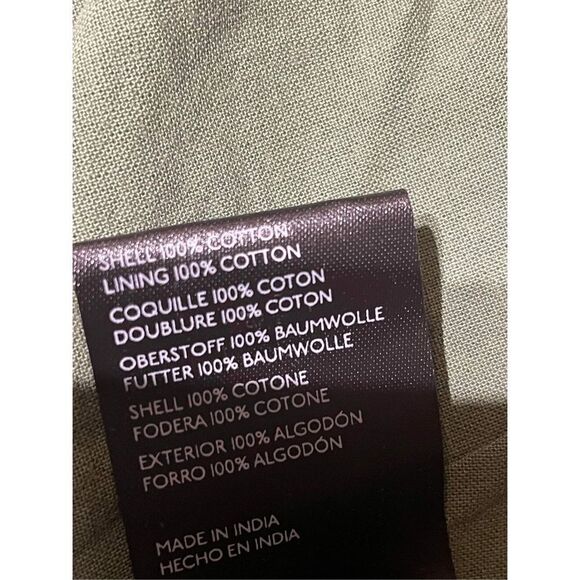 SHELL 100% COTTON
LINING 100% COTTON
COQUILLE 100% COTON
DOUBLURE 100% COTON
OBERSTOFF 100% BAUMWOLLE
FUTTER 100% BAUMWOLLE
SHELL 100% COTONE
FODERA 100% COTONE
EXTERIOR 100% ALGODÓN
FORRO 100% ALGODÓN
MADE IN INDIA
HECHO EN INDIA